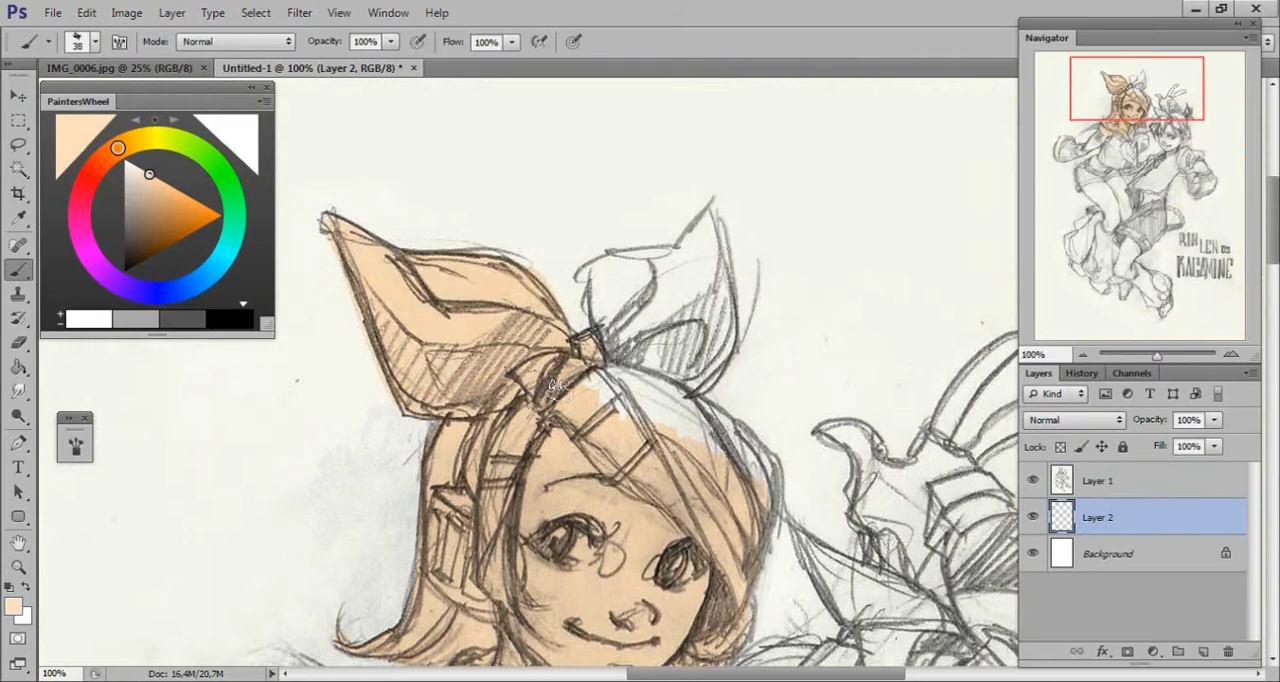 Ps File Edit Image Layer Type Select Filter View Window Help
38 Mode: Normal Opacity: 100% Flow: 100%
IMG_0006.jpg @ 25% (RGB/8) × Untitled-1 @ 100% (Layer 2, RGB/8) * ×
PaintersWheel
Navigator
LEN
KAGAMINE
100%
Layers History Channels
Kind
Normal Opacity: 100%
Lock: Fill: 100%
Layer 1
Layer 2
Background
fx
100% Doc: 16,4M/20,7M